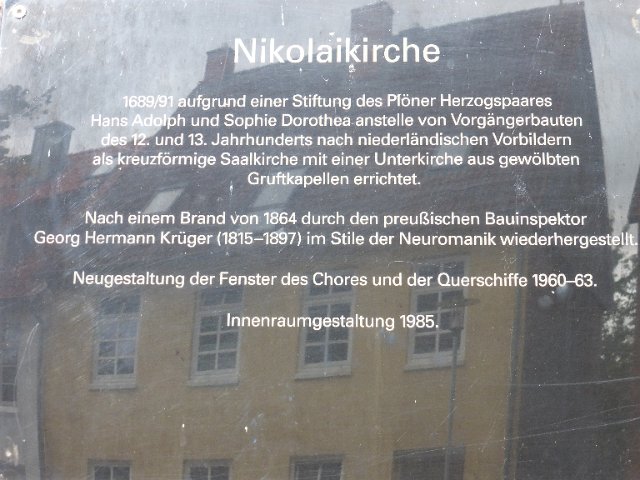 Nikolaikirche
1689/91 aufgrund einer Stiftung des Plöner Herzogspaares
Hans Adolph und Sophie Dorothea anstelle von Vorgängerbauten
des 12. und 13. Jahrhunderts nach niederländischen Vorbildern
als kreuzförmige Saalkirche mit einer Unterkirche aus gewölbten
Gruftkapellen errichtet.
Nach einem Brand von 1864 durch den preußischen Bauinspektor
Georg Hermann Krüger (1815–1897) im Stile der Neuromanik wiederhergestellt.
Neugestaltung der Fenster des Chores und der Querschiffe 1960–63.
Innenraumgestaltung 1985.